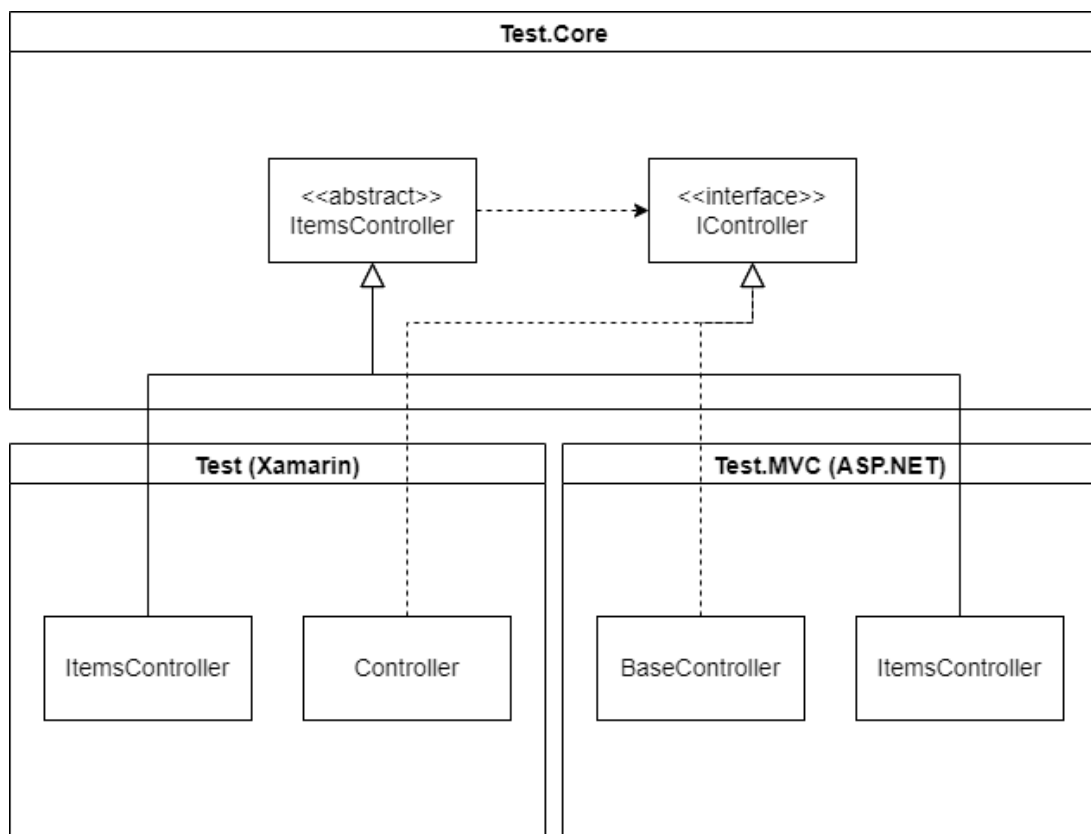 Test.Core
<<abstract>>
ItemsController
<<interface>>
IController
Test (Xamarin)
Test.MVC (ASP.NET)
ItemsController
Controller
BaseController
ItemsController